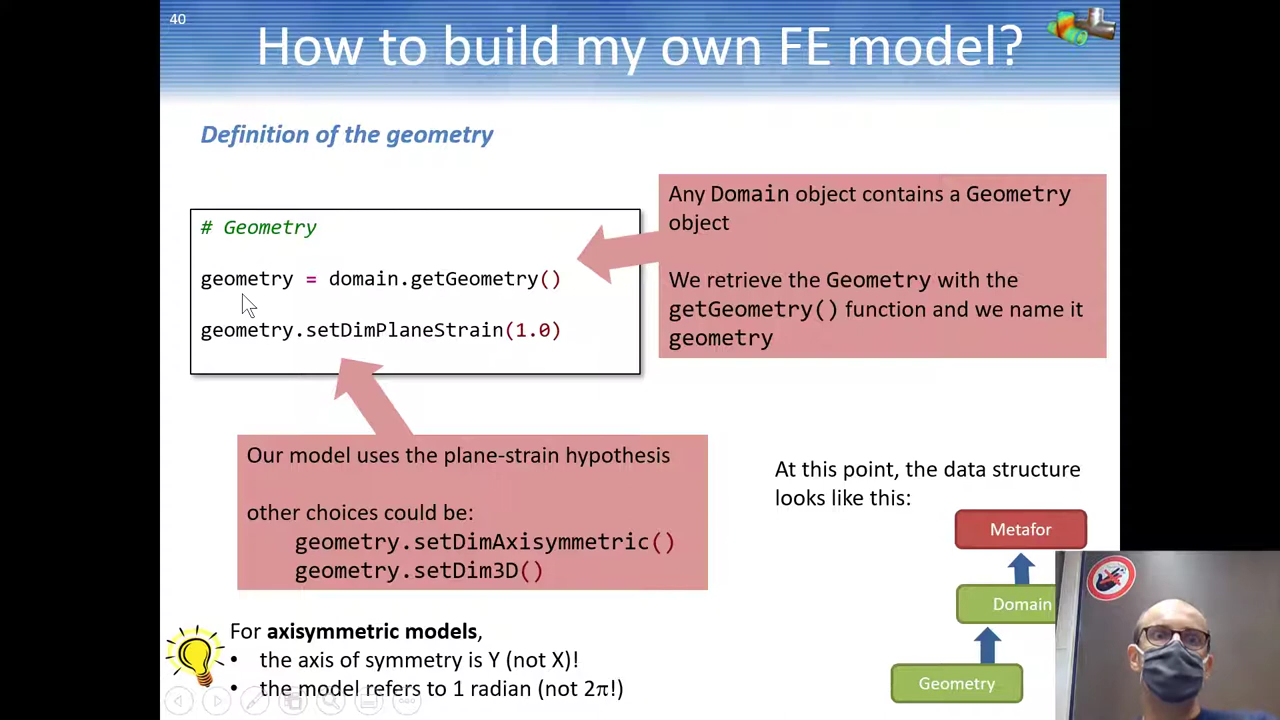 40
How to build my own FE model?
Definition of the geometry
# Geometry
geometry = domain.getGeometry()
geometry.setDimPlaneStrain(1.0)
Any Domain object contains a Geometry
object
We retrieve the Geometry with the
getGeometry() function and we name it
geometry
Our model uses the plane-strain hypothesis
other choices could be:
geometry.setDimAxisymmetric()
geometry.setDim3D()
At this point, the data structure
looks like this:
Metafor
Domain
Geometry
For axisymmetric models,
• the axis of symmetry is Y (not X)!
• the model refers to 1 radian (not 2π!)